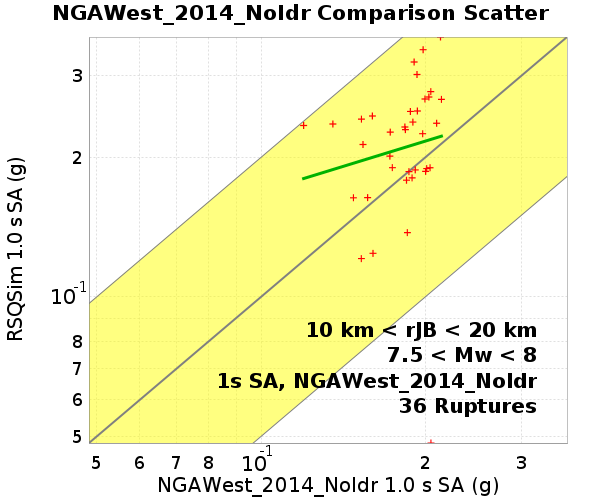 NGAWest_2014_NoIdr Comparison Scatter
RSQSim 1.0 s SA (g)
3
2
10-1
8
7
6
5
10 km < rJB < 20 km
7.5 < Mw < 8
1s SA, NGAWest_2014_NoIdr
36 Ruptures
5 6 7 8 10-1 2 3
NGAWest_2014_NoIdr 1.0 s SA (g)